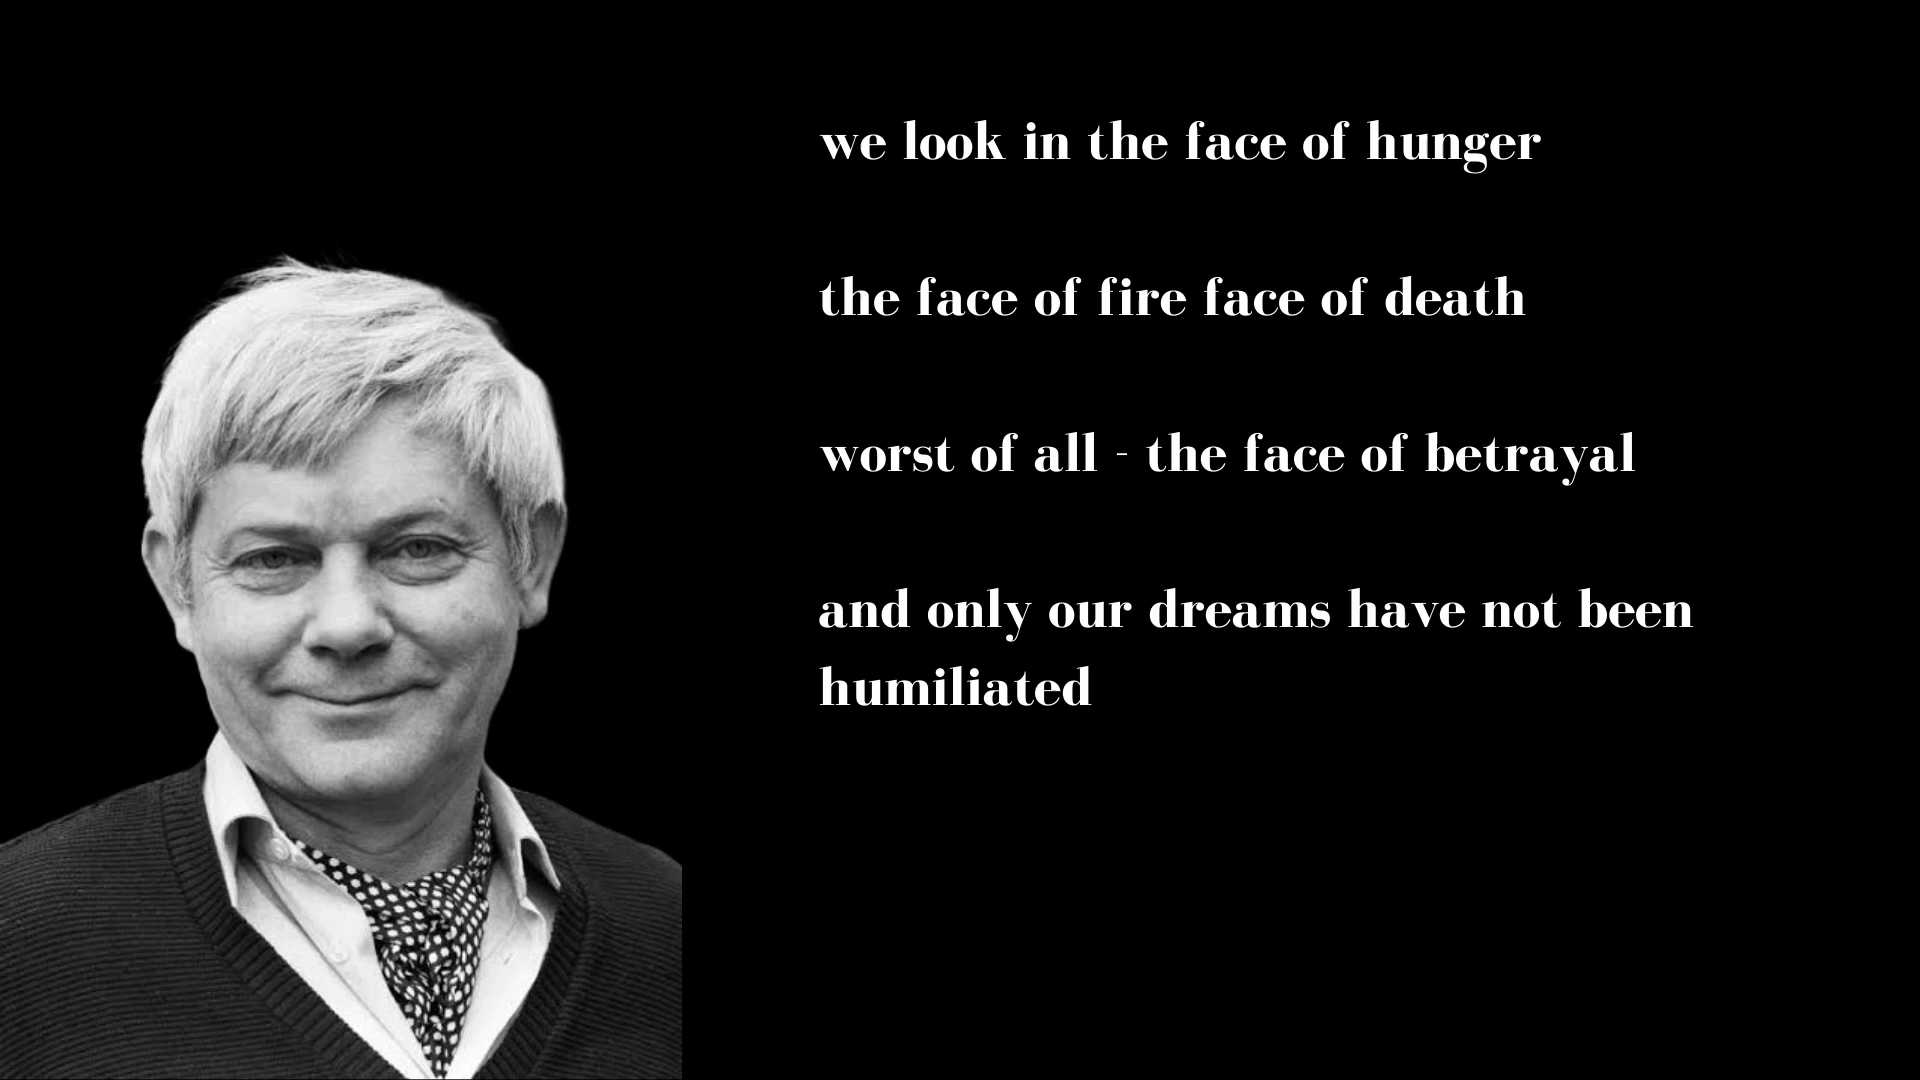 we look in the face of hunger
the face of fire face of death
worst of all - the face of betrayal
and only our dreams have not been
humiliated